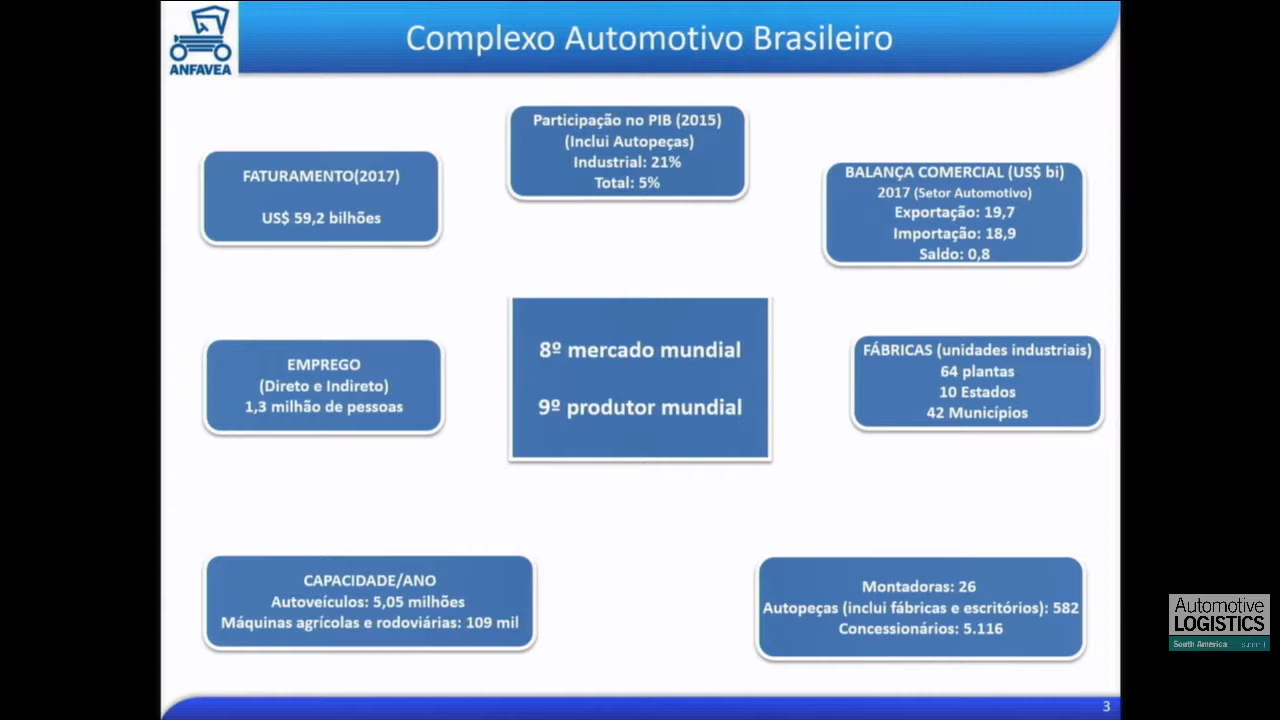 ANFAVEA
Complexo Automotivo Brasileiro
Participação no PIB (2015)
(Inclui Autopeças)
Industrial: 21%
Total: 5%
FATURAMENTO(2017)
US$ 59,2 bilhões
BALANÇA COMERCIAL (US$ bi)
2017 (Setor Automotivo)
Exportação: 19,7
Importação: 18,9
Saldo: 0,8
EMPREGO
(Direto e Indireto)
1,3 milhão de pessoas
8º mercado mundial
9º produtor mundial
FÁBRICAS (unidades industriais)
64 plantas
10 Estados
42 Municípios
CAPACIDADE/ANO
Autoveículos: 5,05 milhões
Máquinas agrícolas e rodoviárias: 109 mil
Montadoras: 26
Autopeças (inclui fábricas e escritórios): 582
Concessionários: 5.116
Automotive
LOGISTICS
South America summit
3